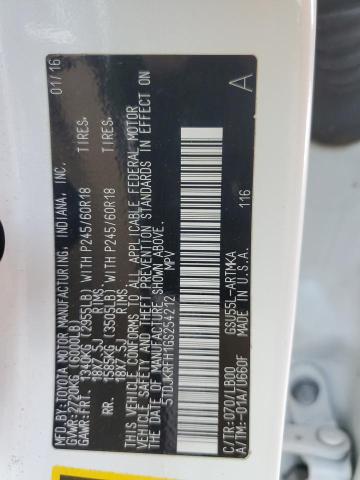 MFD.BY:TOYOTA MOTOR MANUFACTURING, INDIANA, INC. 01/16
GVWR:2720KG (6000LB)
GAWR:FRT. 1340KG (2955LB) WITH P245/60R18 TIRES,
18X7.5J RIMS,
RR. 1585KG (3505LB) WITH P245/60R18 TIRES,
18X7.5J RIMS,
THIS VEHICLE CONFORMS TO ALL APPLICABLE FEDERAL MOTOR
VEHICLE SAFETY AND THEFT PREVENTION STANDARDS IN EFFECT ON
THE DATE OF MANUFACTURE SHOWN ABOVE.
5TDJKRFH1GS254212 MPV
A
116
C/TR:070/LB00 GSU55L-ARTMKA
A/TM:-01A/U660F MADE IN U.S.A.